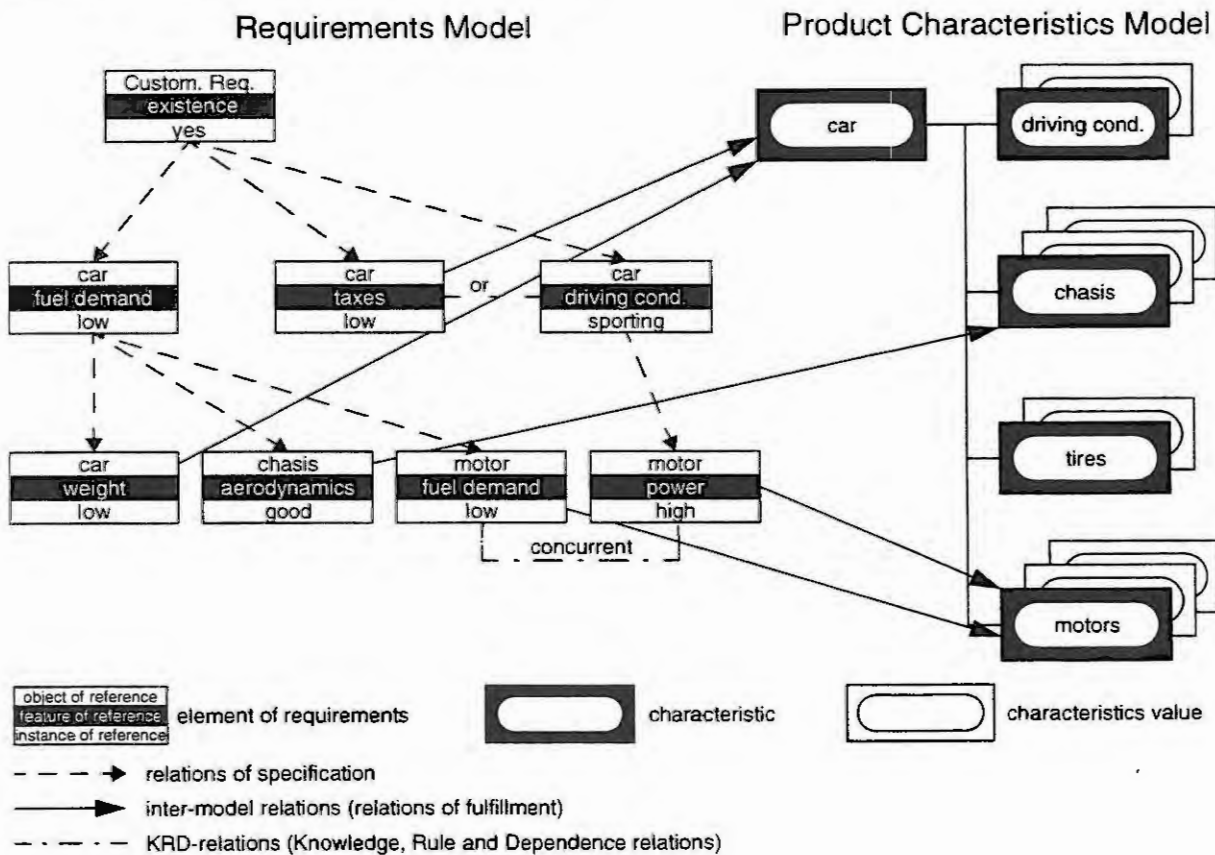 Requirements Model
Product Characteristics Model
Custom. Req.
existence
yes
car
driving cond.
car
fuel demand
low
car
taxes
low
or
car
driving cond.
sporting
chasis
car
weight
low
chasis
aerodynamics
good
motor
fuel demand
low
motor
power
high
concurrent
tires
motors
object of reference
feature of reference
instance of reference
element of requirements
characteristic
characteristics value
relations of specification
inter-model relations (relations of fulfillment)
KRD-relations (Knowledge, Rule and Dependence relations)